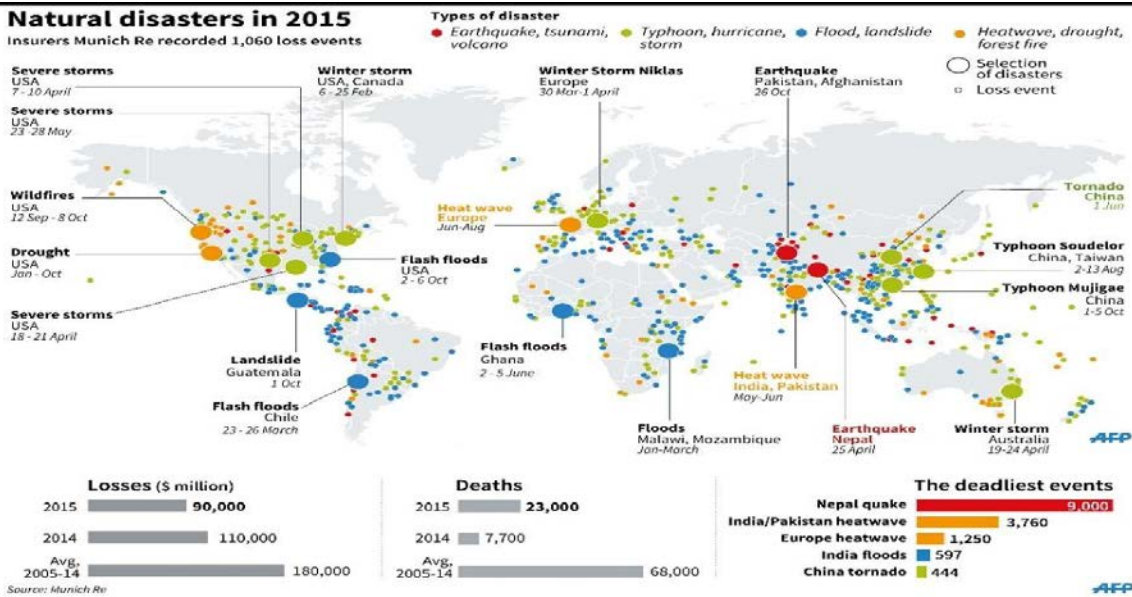 Natural disasters in 2015
Insurers Munich Re recorded 1,060 loss events
Types of disaster
Earthquake, tsunami,
volcano
Typhoon, hurricane,
storm
Flood, landslide
Heatwave, drought,
forest fire
Selection
of disasters
Loss event
Severe storms
USA
7 - 10 April
Winter storm
USA, Canada
6 - 25 Feb
Winter Storm Niklas
Europe
30 Mar-1 April
Earthquake
Pakistan, Afghanistan
26 Oct
Severe storms
USA
23 -28 May
Wildfires
USA
12 Sep - 8 Oct
Heat wave
Europe
Jun-Aug
Tornado
China
1 Jun
Drought
USA
Jan - Oct
Flash floods
USA
2 - 6 Oct
Typhoon Soudelor
China, Taiwan
2-13 Aug
Typhoon Mujigae
China
1-5 Oct
Severe storms
USA
18 - 21 April
Landslide
Guatemala
1 Oct
Flash floods
Ghana
2 - 5 June
Heat wave
India, Pakistan
May-Jun
Flash floods
Chile
23 - 26 March
Floods
Malawi, Mozambique
Jan-March
Earthquake
Nepal
25 April
Winter storm
Australia
19-24 April
AFP
Losses ($ million)
2015 90,000
2014 110,000
Avg,
2005-14 180,000
Deaths
2015 23,000
2014 7,700
Avg,
2005-14 68,000
The deadliest events
Nepal quake 9,000
India/Pakistan heatwave 3,760
Europe heatwave 1,250
India floods 597
China tornado 444
Source: Munich Re
AFP